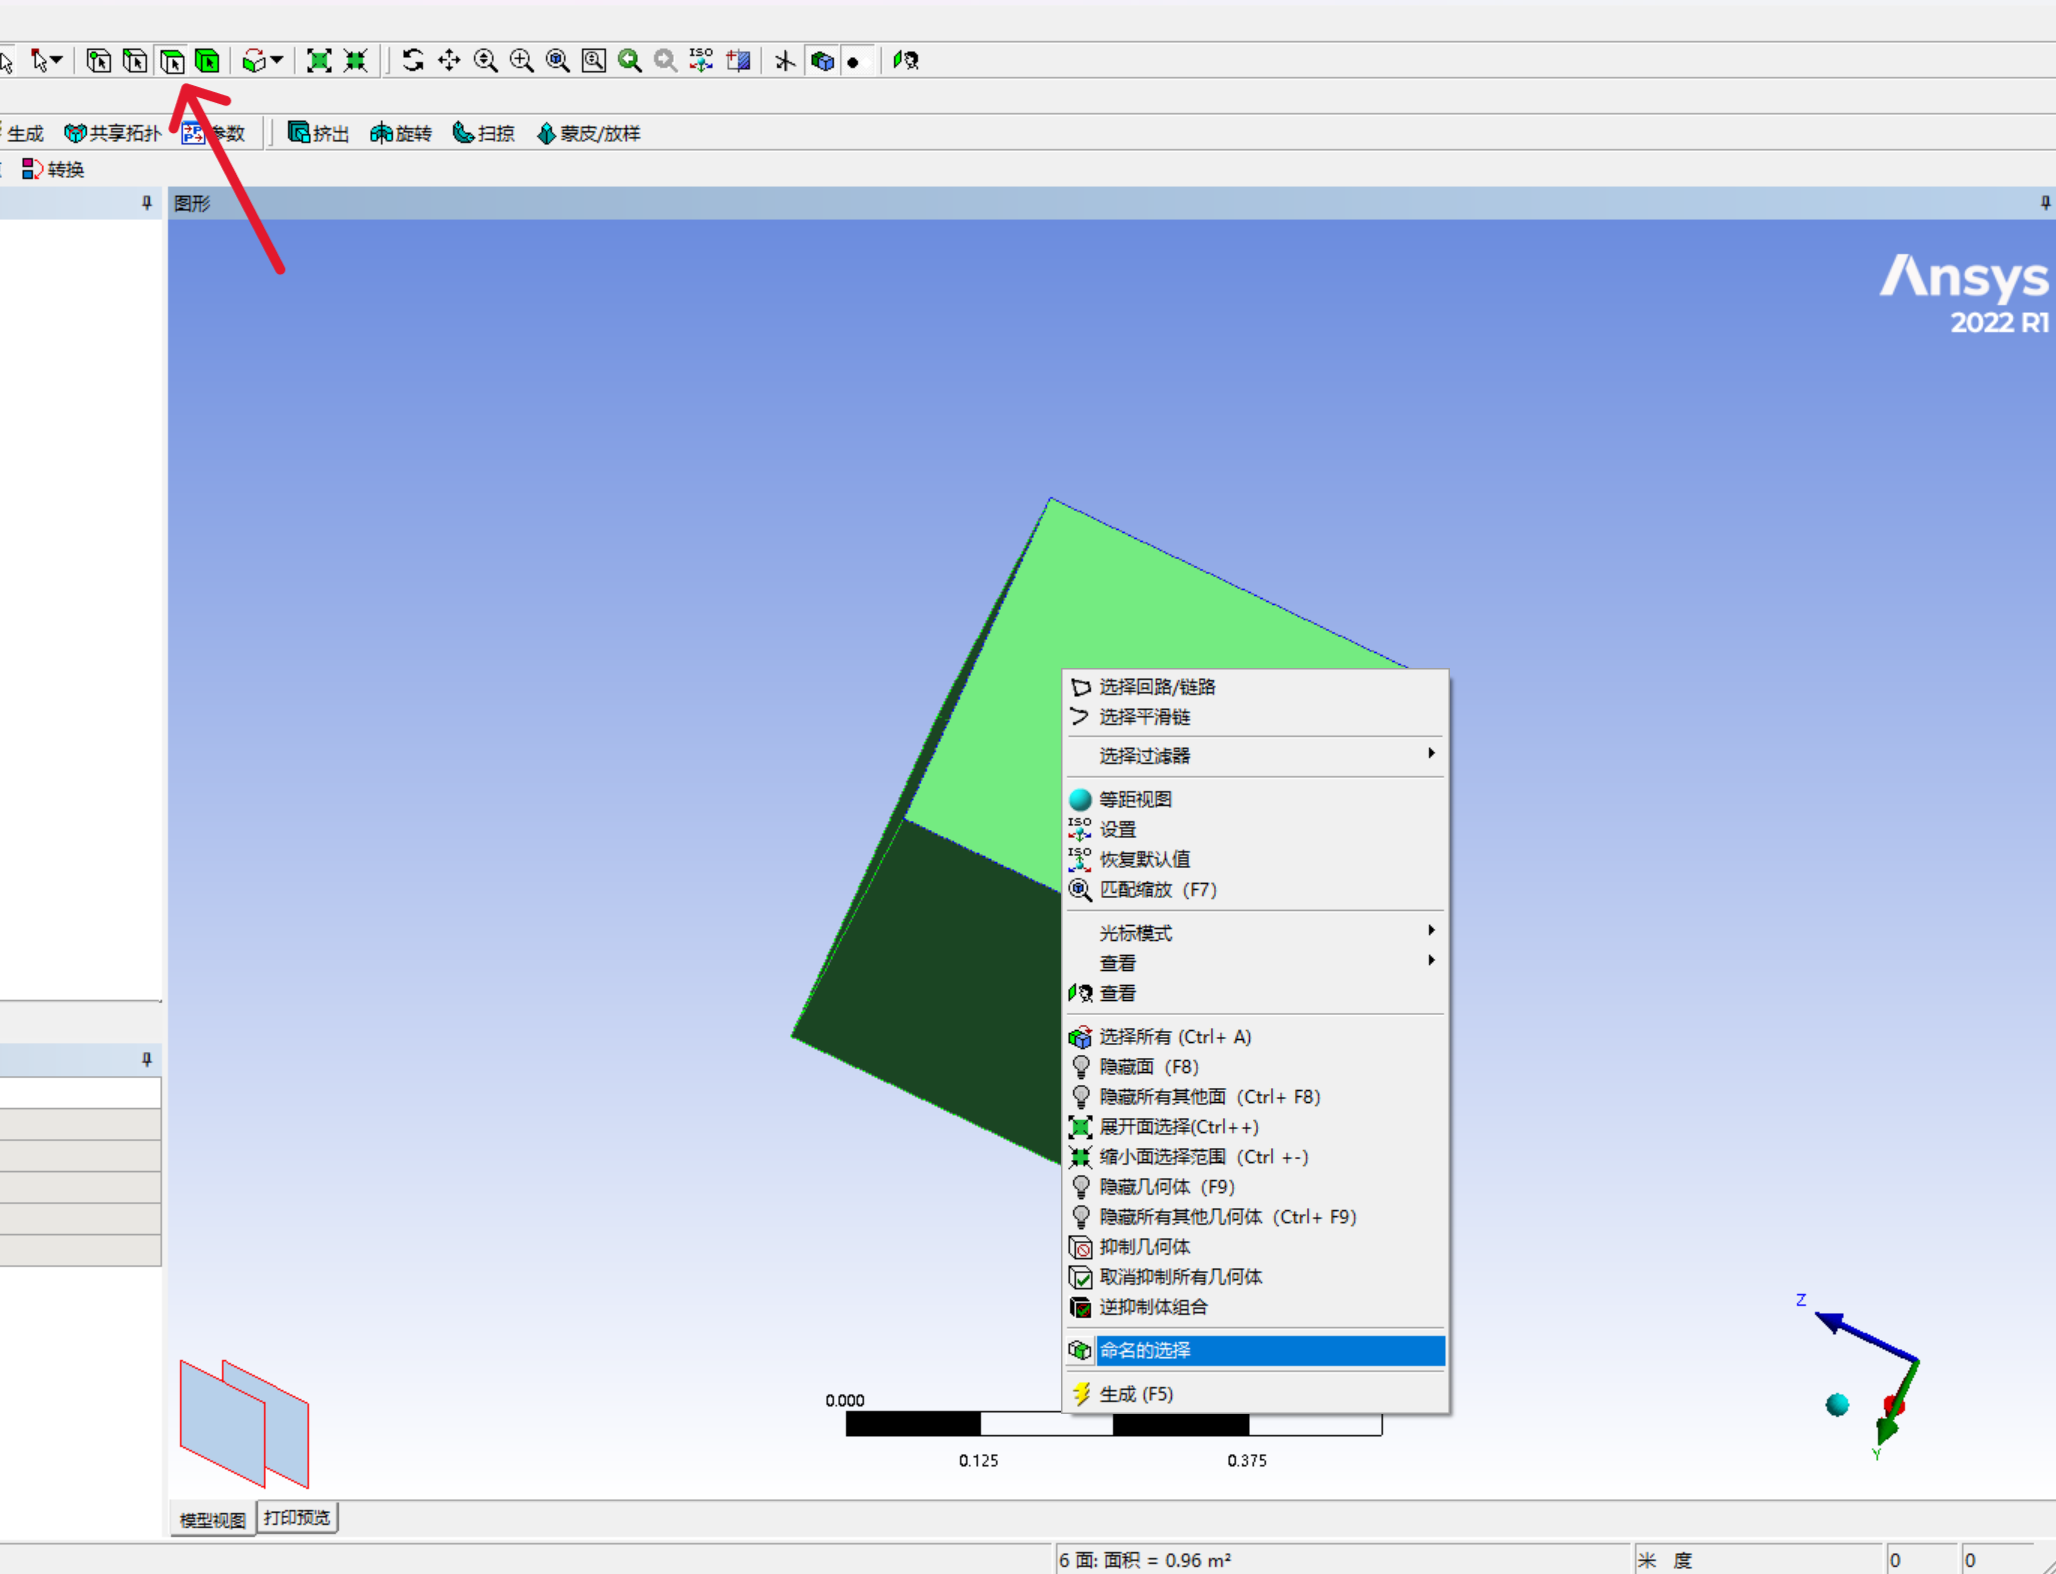 ISO
生成 共享拓扑 参数 挤出 旋转 扫掠 蒙皮/放样
转换
图形
Ansys
2022 R1
选择回路/链路
选择平滑链
选择过滤器
等距视图
ISO 设置
ISO 恢复默认值
匹配缩放 (F7)
光标模式
查看
查看
选择所有 (Ctrl+ A)
隐藏面 (F8)
隐藏所有其他面 (Ctrl+ F8)
展开面选择(Ctrl++)
缩小面选择范围 (Ctrl +-)
隐藏几何体 (F9)
隐藏所有其他几何体 (Ctrl+ F9)
抑制几何体
取消抑制所有几何体
逆抑制体组合
命名的选择
生成 (F5)
Z
Y
0.000
0.125 0.375
模型视图 打印预览
6 面: 面积 = 0.96 m² 米 度 0 0